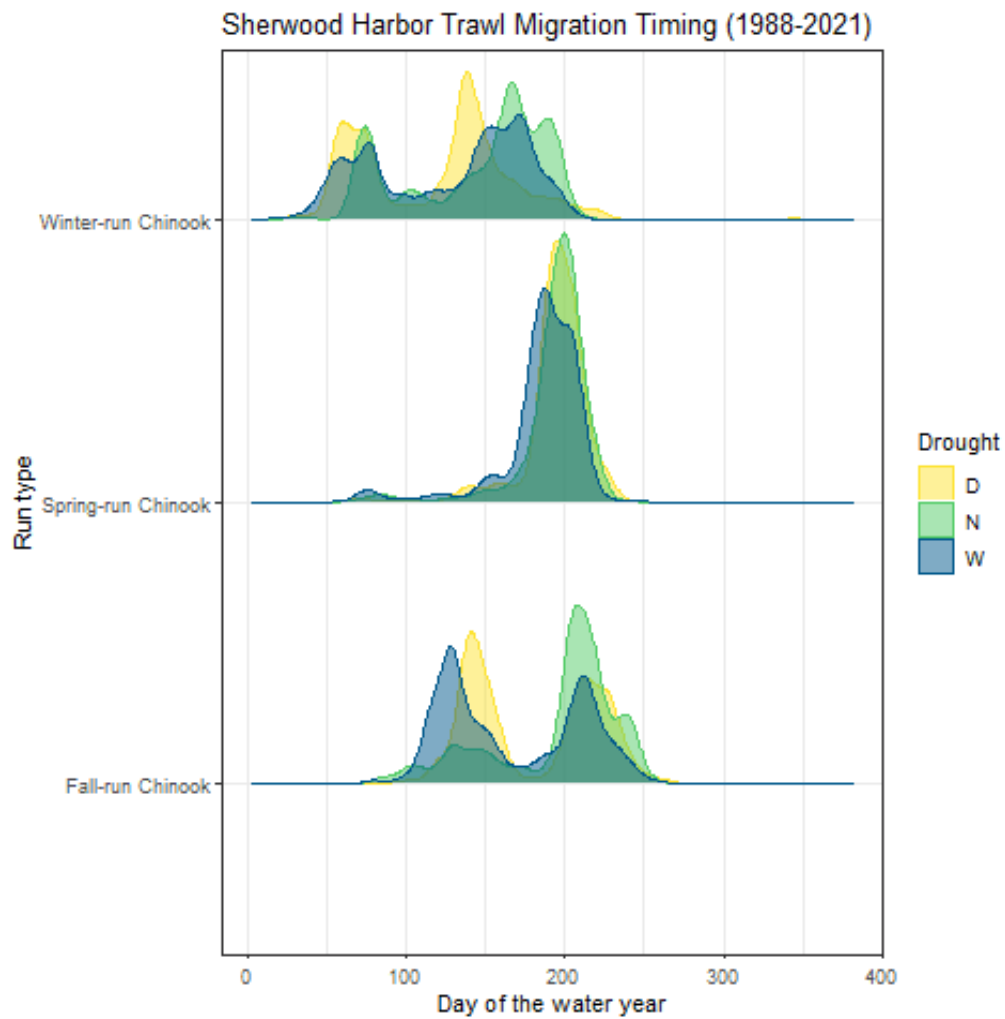 Sherwood Harbor Trawl Migration Timing (1988-2021)
Run type
Winter-run Chinook
Spring-run Chinook
Fall-run Chinook
0 100 200 300 400
Day of the water year
Drought
D
N
W